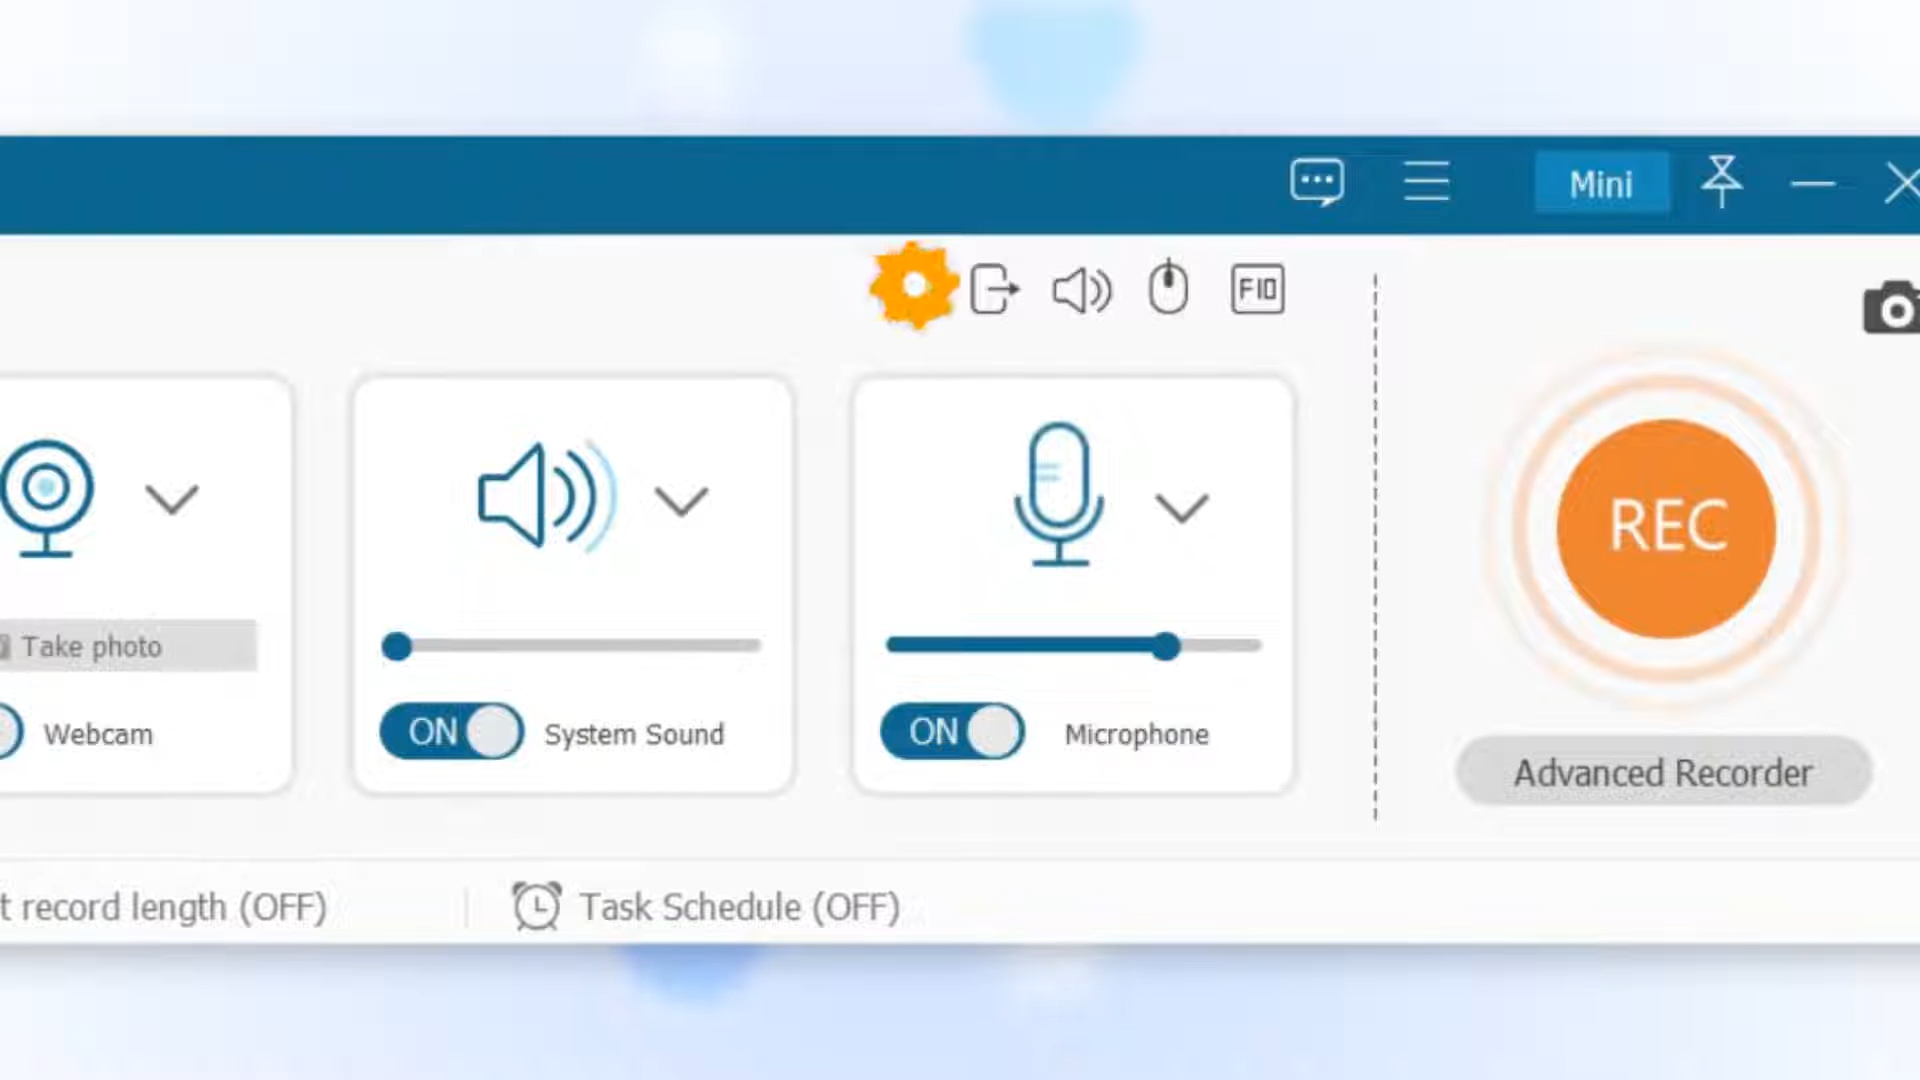 Mini
F10
REC
Take photo
Webcam
ON
System Sound
ON
Microphone
Advanced Recorder
t record length (OFF)
Task Schedule (OFF)